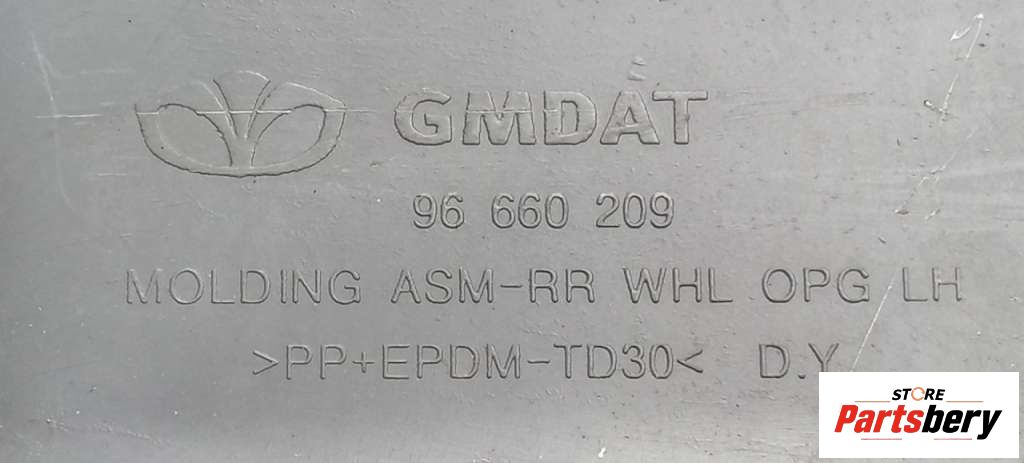 GMDAT
96 660 209
MOLDING ASM-RR WHL OPG LH
>PP+EPDM-TD30< D.Y
STORE
Partsbery